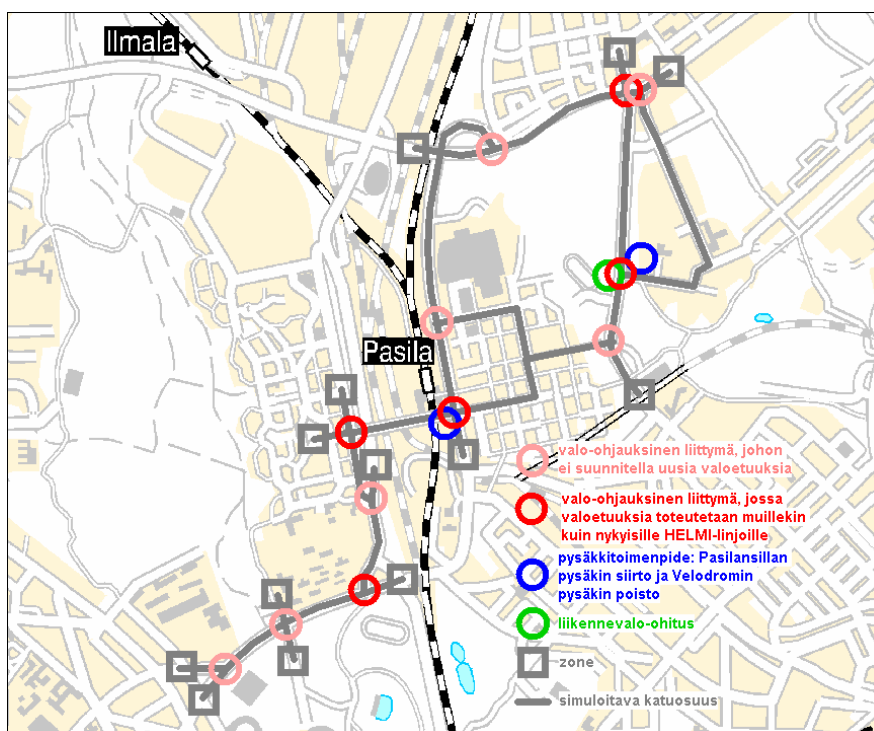 Ilmala
Pasila
valo-ohjauksinen liittymä, johon
ei suunnitella uusia valoetuuksia
valo-ohjauksinen liittymä, jossa
valoetuuksia toteutetaan muillekin
kuin nykyisille HELMI-linjoille
pysäkkitoimenpide: Pasilansillan
pysäkin siirto ja Velodromin
pysäkin poisto
liikennevalo-ohitus
zone
simuloitava katuosuus